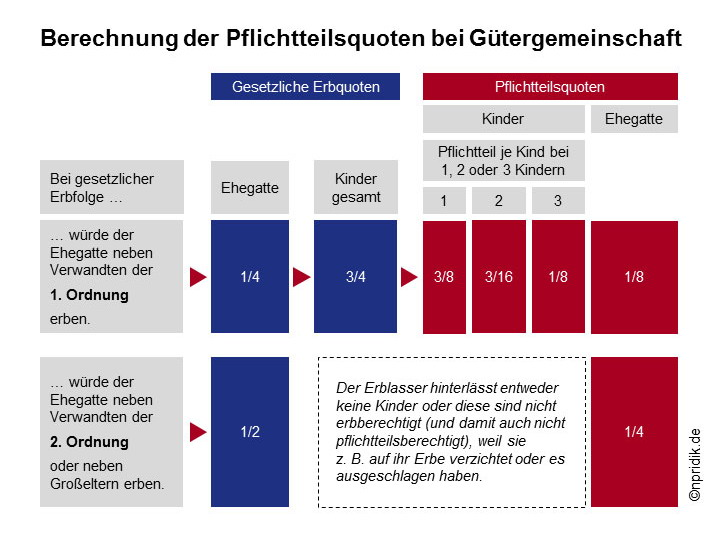 Berechnung der Pflichtteilsquoten bei Gütergemeinschaft
Gesetzliche Erbquoten
Pflichtteilsquoten
Kinder
Ehegatte
Pflichtteil je Kind bei
1, 2 oder 3 Kindern
Bei gesetzlicher
Erbfolge …
Ehegatte
Kinder
gesamt
1
2
3
… würde der
Ehegatte neben
Verwandten der
1. Ordnung
erben.
1/4
3/4
3/8
3/16
1/8
1/8
… würde der
Ehegatte neben
Verwandten der
2. Ordnung
oder neben
Großeltern erben.
1/2
Der Erblasser hinterlässt entweder
keine Kinder oder diese sind nicht
erbberechtigt (und damit auch nicht
pflichtteilsberechtigt), weil sie
z. B. auf ihr Erbe verzichtet oder es
ausgeschlagen haben.
1/4
©npridik.de